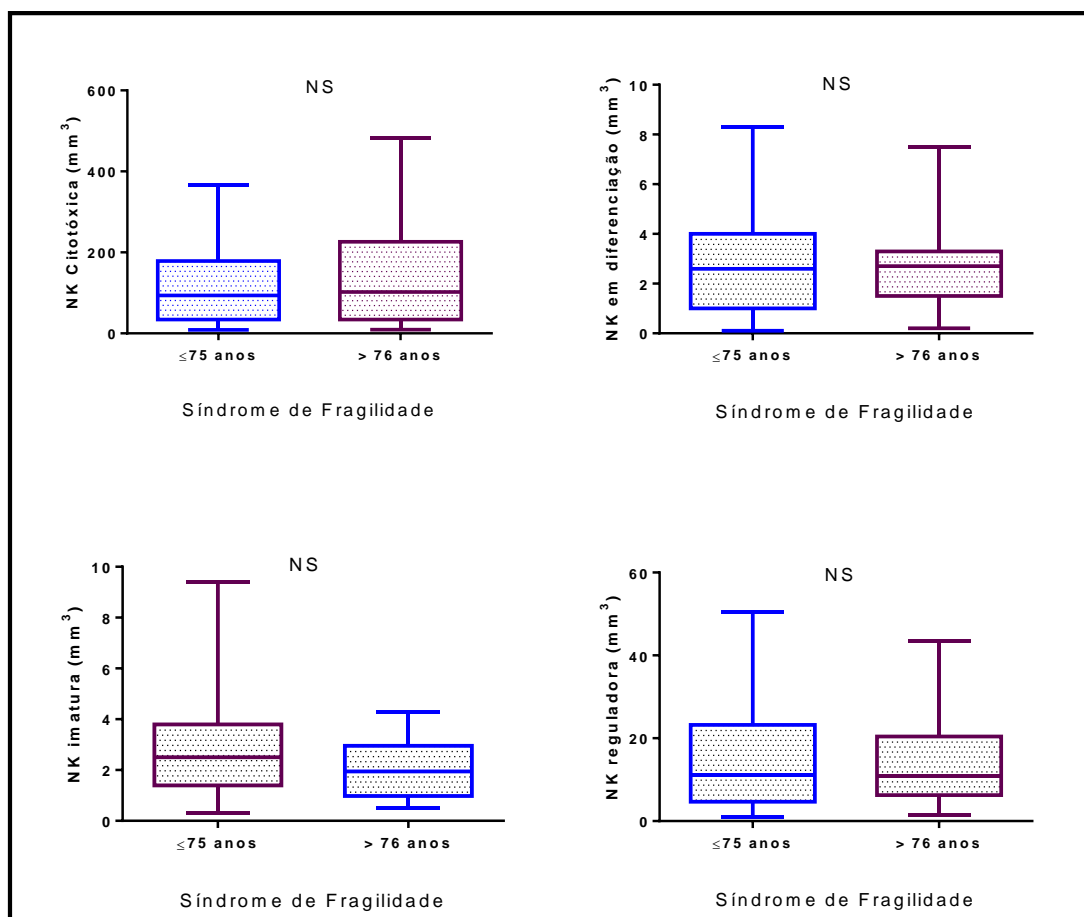 NS
NK Citotóxica (mm³)
600
400
200
0
≤75 anos > 76 anos
Síndrome de Fragilidade
NS
NK em diferenciação (mm³)
10
8
6
4
2
0
≤75 anos > 76 anos
Síndrome de Fragilidade
NS
NK imatura (mm³)
10
8
6
4
2
0
≤75 anos > 76 anos
Síndrome de Fragilidade
NS
NK reguladora (mm³)
60
40
20
0
≤75 anos > 76 anos
Síndrome de Fragilidade